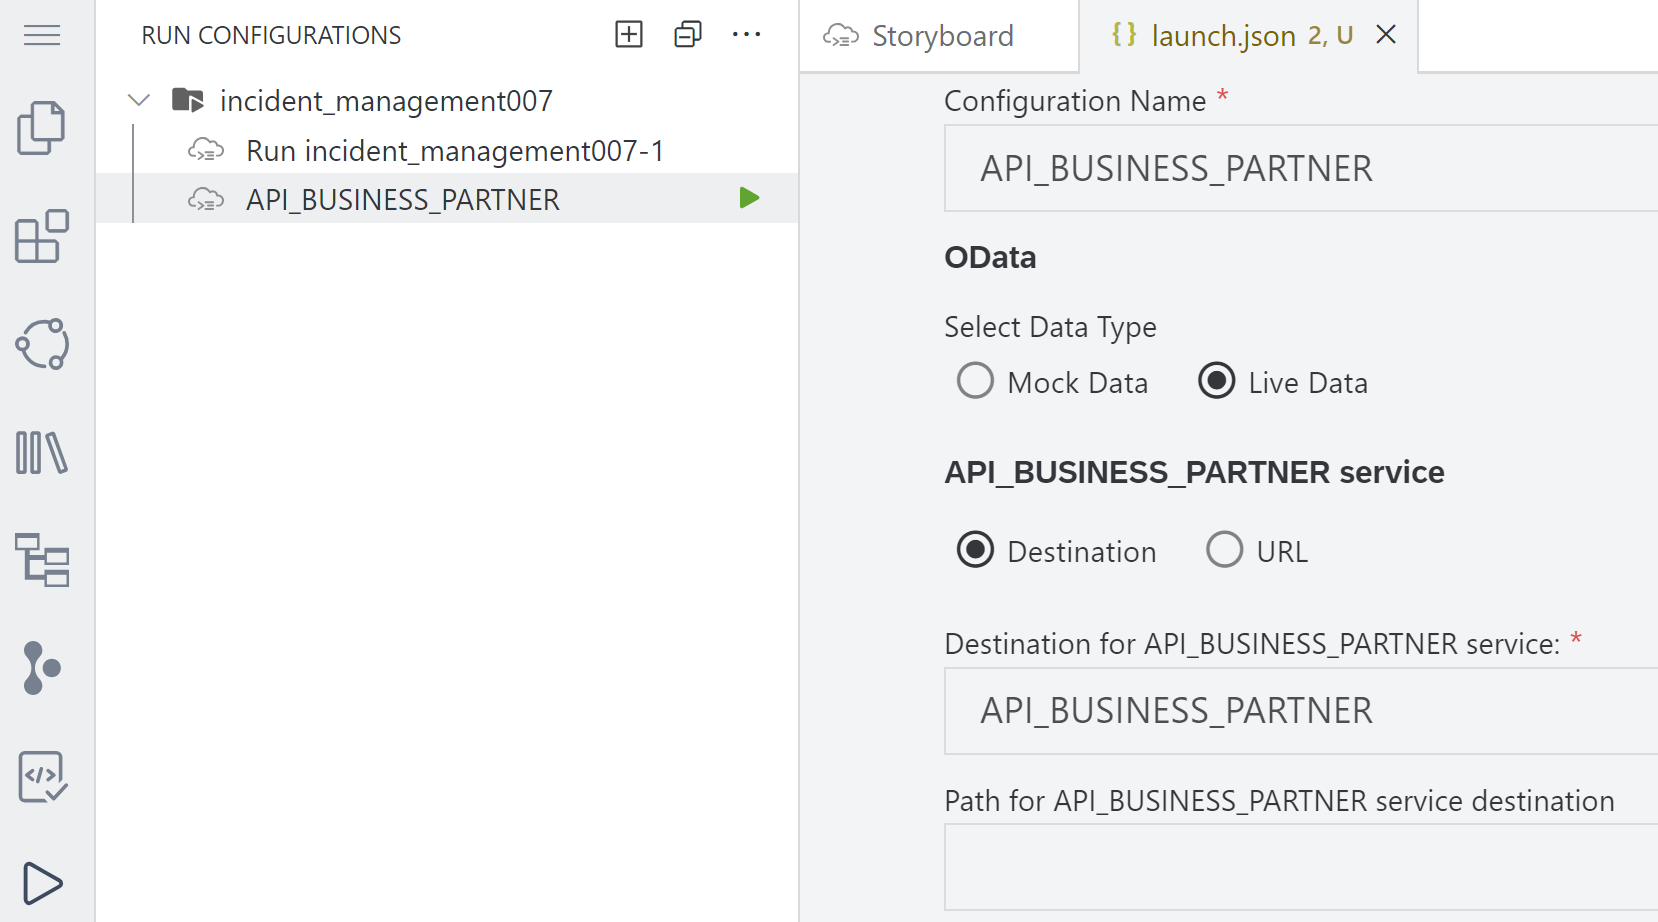 RUN CONFIGURATIONS
incident_management007
Run incident_management007-1
API_BUSINESS_PARTNER
Storyboard
{} launch.json 2, U
Configuration Name *
API_BUSINESS_PARTNER
OData
Select Data Type
Mock Data Live Data
API_BUSINESS_PARTNER service
Destination URL
Destination for API_BUSINESS_PARTNER service: *
API_BUSINESS_PARTNER
Path for API_BUSINESS_PARTNER service destination